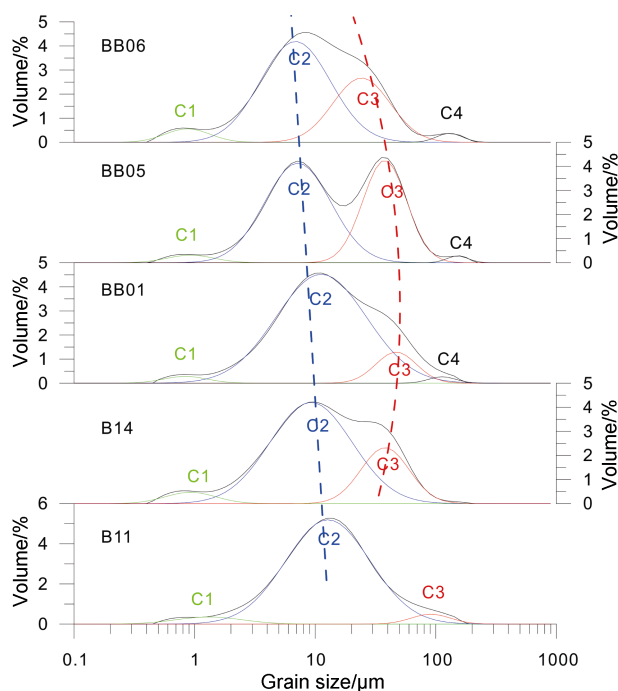 BB06
Volume/%
5
4
3
2
1
0
C1
C2
C3
C4
BB05
Volume/%
5
4
3
2
1
0
C1
C2
C3
C4
BB01
Volume/%
5
4
3
2
1
0
C1
C2
C3
C4
B14
Volume/%
5
4
3
2
1
0
C1
C2
C3
B11
Volume/%
6
4
2
0
C1
C2
C3
0.1 1 10 100 1000
Grain size/μm